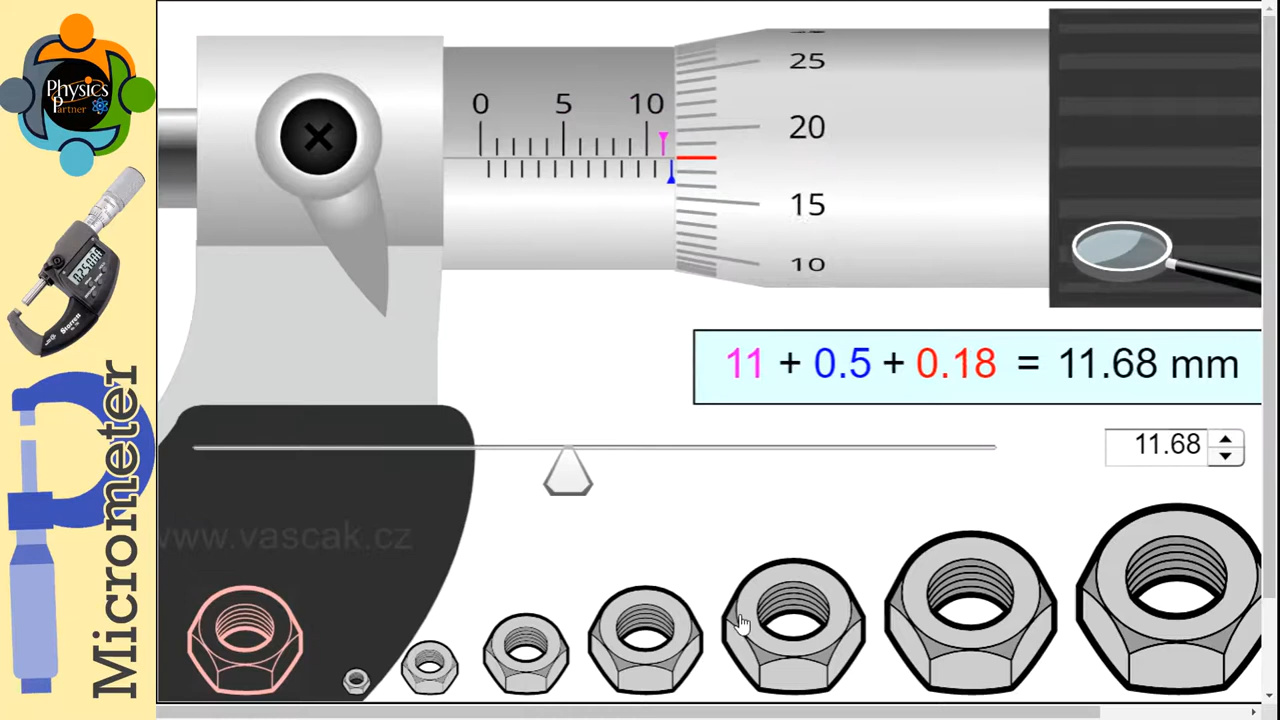 Physics
Partner
Micrometer
0 5 10
25
20
15
10
11 + 0.5 + 0.18 = 11.68 mm
11.68
www.vascak.cz